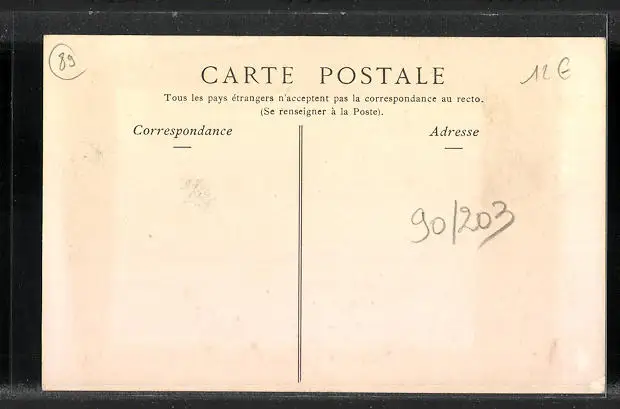 89
12€
CARTE POSTALE
Tous les pays étrangers n'acceptent pas la correspondance au recto.
(Se renseigner à la Poste).
Correspondance
Adresse
90/203